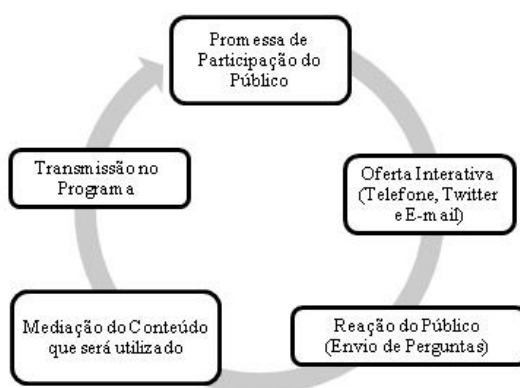 Promessa de
Participação do
Público
Oferta Interativa
(Telefone, Twitter
e E-mail)
Reação do Público
(Envio de Perguntas)
Mediação do Conteúdo
que será utilizado
Transmissão no
Programa